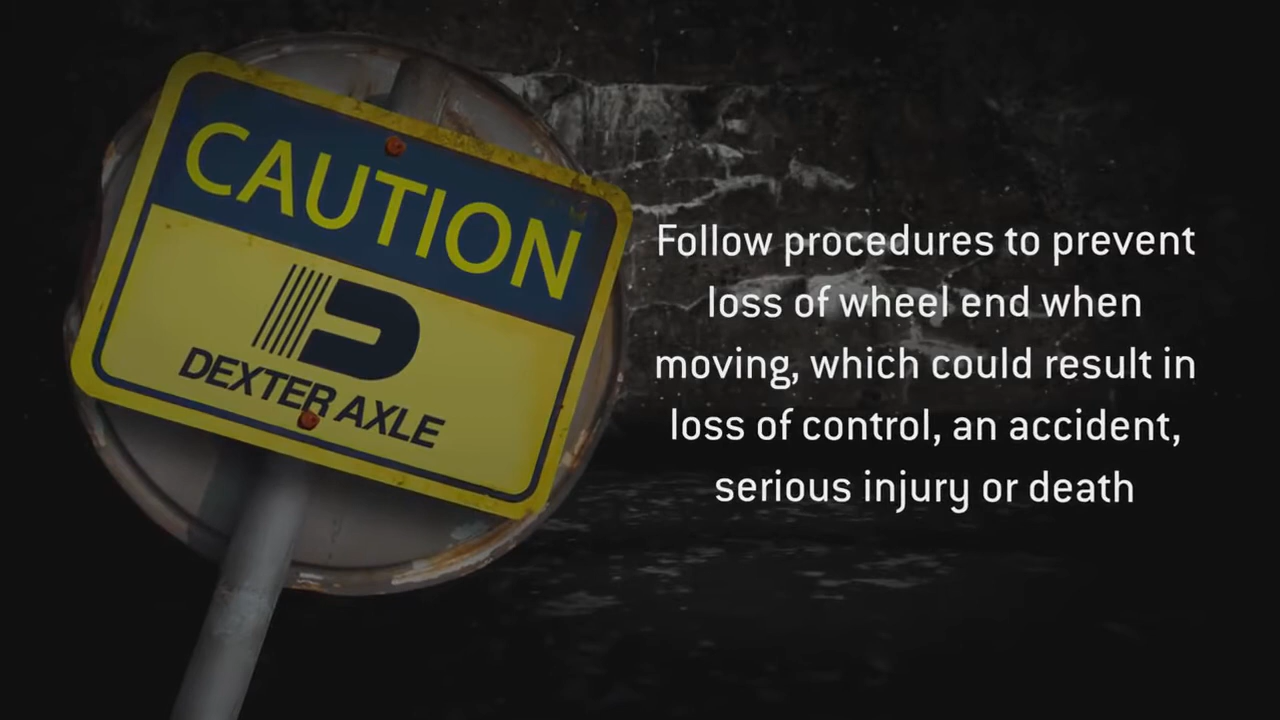 CAUTION
DEXTER AXLE
Follow procedures to prevent
loss of wheel end when
moving, which could result in
loss of control, an accident,
serious injury or death